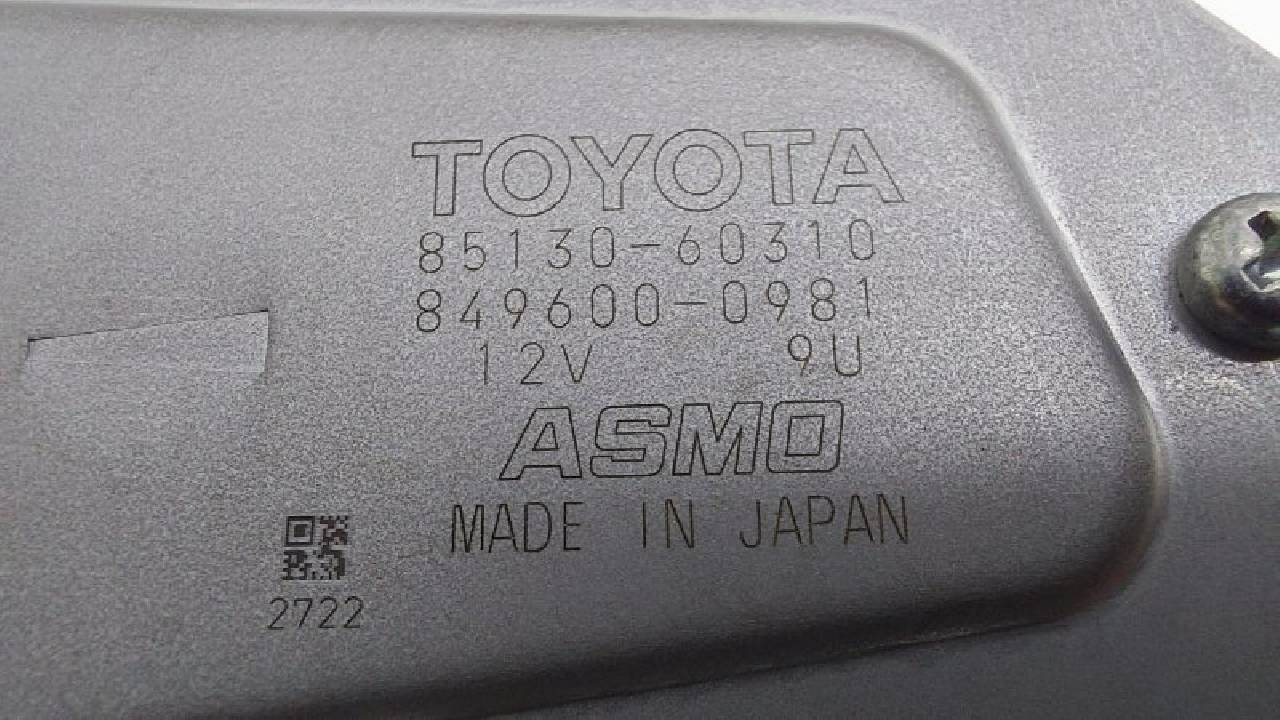 TOYOTA
85130-60310
849600-0981
12V 9U
ASMO
MADE IN JAPAN
2722